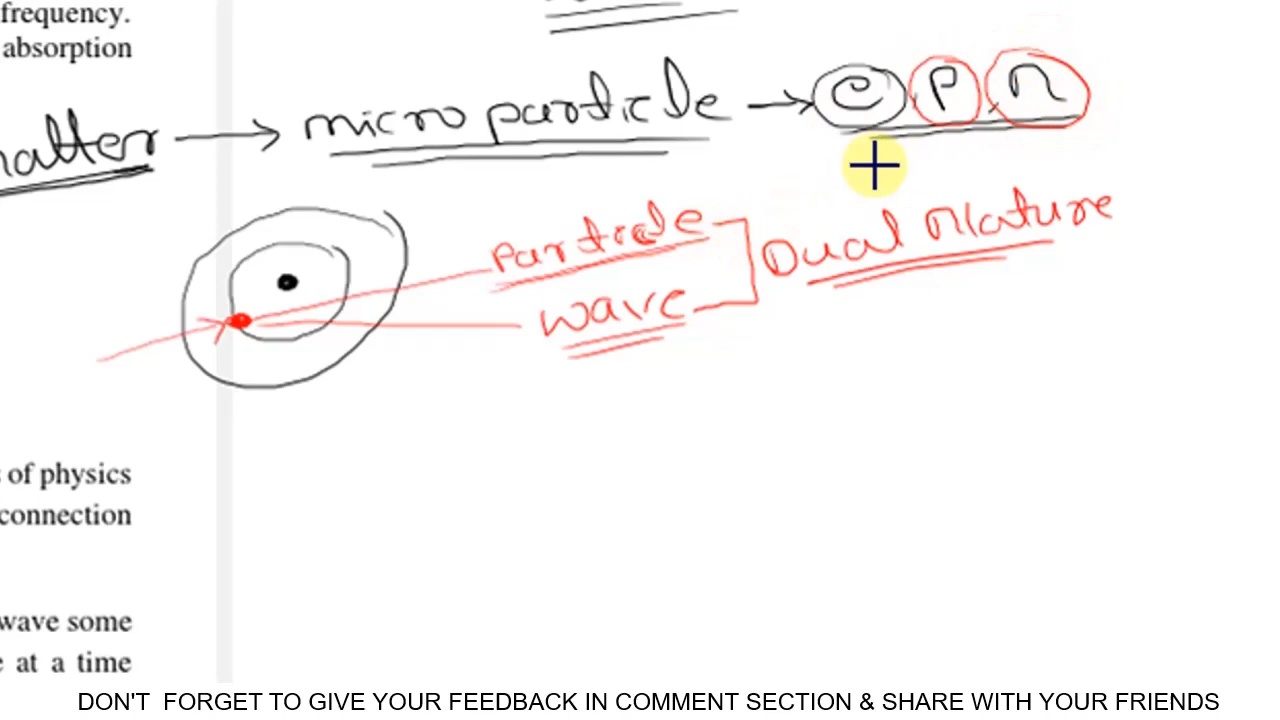 frequency.
absorption
matter → micro particle → e, p, n
particle
wave
Dual Nature
of physics
connection
wave some
at a time
DON'T FORGET TO GIVE YOUR FEEDBACK IN COMMENT SECTION & SHARE WITH YOUR FRIENDS